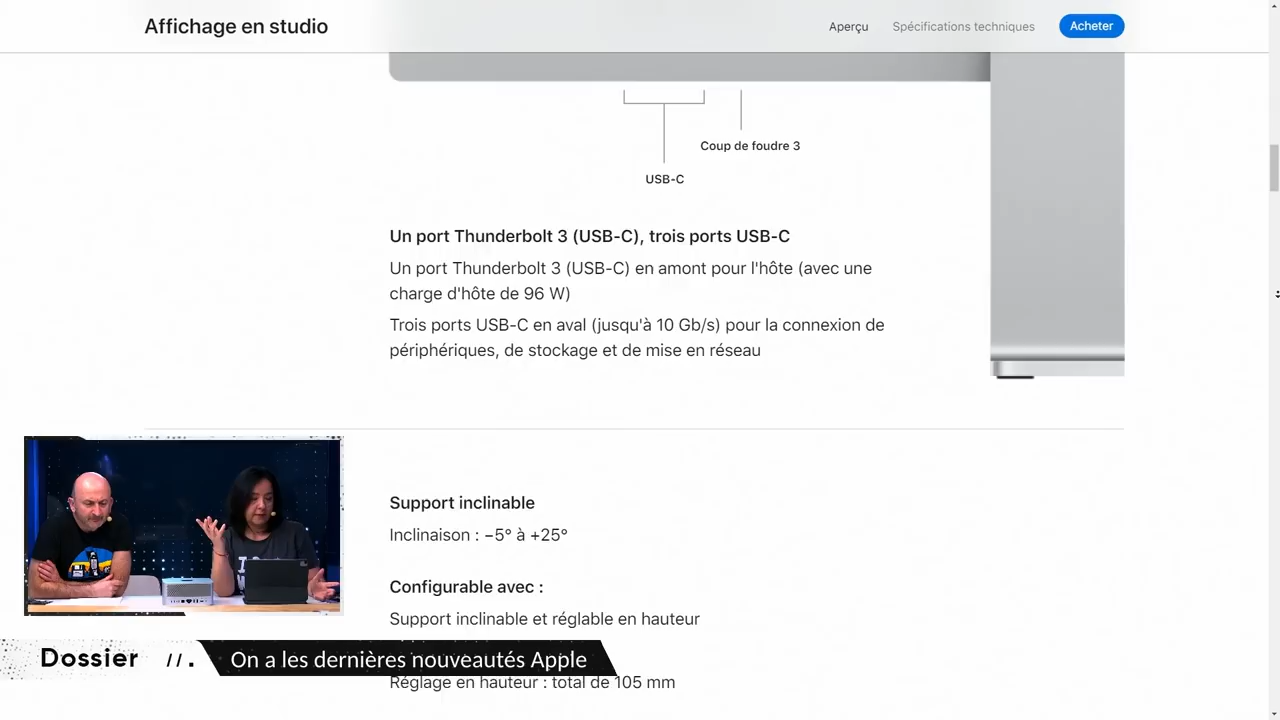 Affichage en studio
Aperçu
Spécifications techniques
Acheter
Coup de foudre 3
USB-C
Un port Thunderbolt 3 (USB-C), trois ports USB-C
Un port Thunderbolt 3 (USB-C) en amont pour l'hôte (avec une
charge d'hôte de 96 W)
Trois ports USB-C en aval (jusqu'à 10 Gb/s) pour la connexion de
périphériques, de stockage et de mise en réseau
Support inclinable
Inclinaison : −5° à +25°
Configurable avec :
Support inclinable et réglable en hauteur
Dossier //.
On a les dernières nouveautés Apple
Réglage en hauteur : total de 105 mm